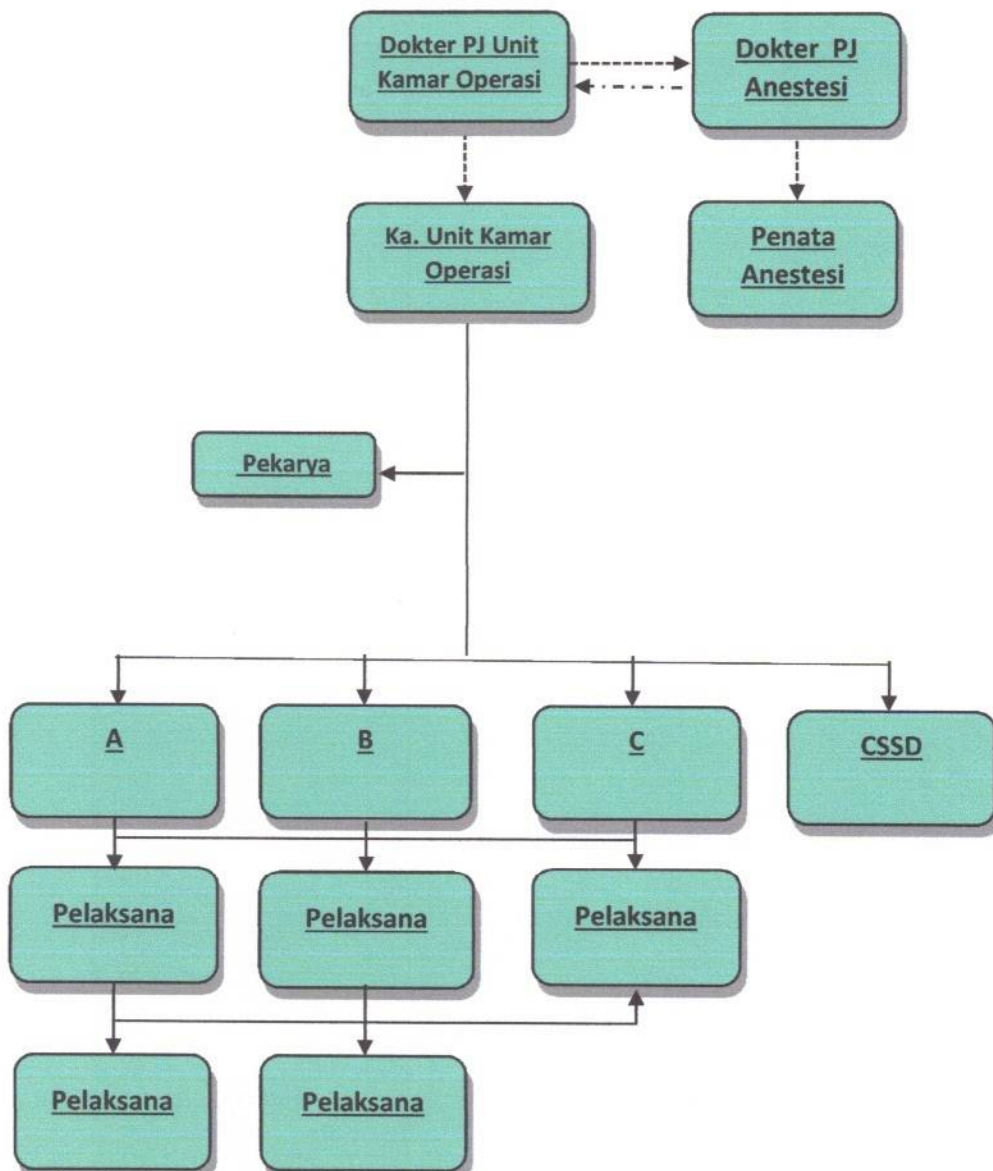 Dokter PJ Unit
Kamar Operasi
Dokter PJ
Anestesi
Ka. Unit Kamar
Operasi
Penata
Anestesi
Pekarya
A
B
C
CSSD
Pelaksana
Pelaksana
Pelaksana
Pelaksana
Pelaksana